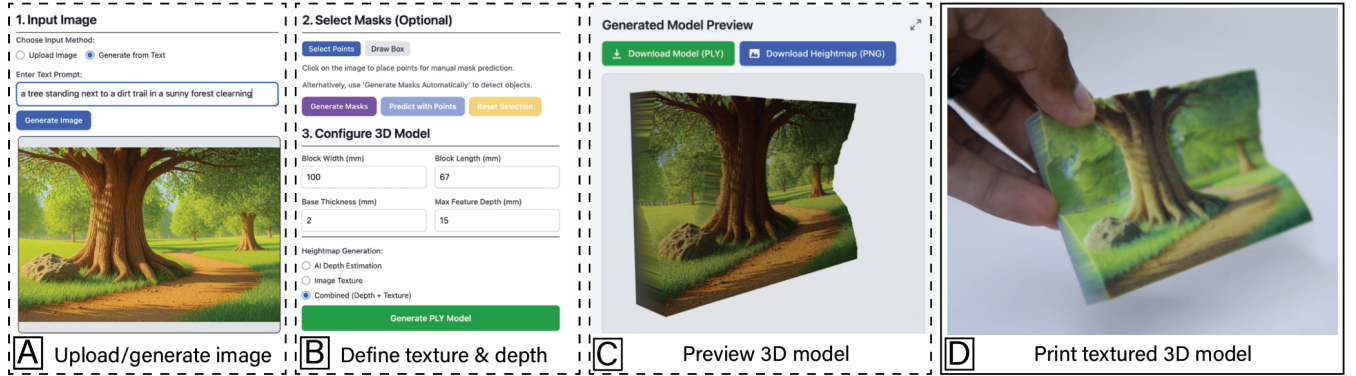 1. Input Image
Choose Input Method:
Upload Image
Generate from Text
Enter Text Prompt:
a tree standing next to a dirt trail in a sunny forest clearning
Generate Image
A Upload/generate image
2. Select Masks (Optional)
Select Points
Draw Box
Click on the image to place points for manual mask prediction.
Alternatively, use 'Generate Masks Automatically' to detect objects.
Generate Masks
Predict with Points
Reset Selection
3. Configure 3D Model
Block Width (mm)
Block Length (mm)
100
67
Base Thickness (mm)
Max Feature Depth (mm)
2
15
Heightmap Generation:
AI Depth Estimation
Image Texture
Combined (Depth + Texture)
Generate PLY Model
B Define texture & depth
Generated Model Preview
Download Model (PLY)
Download Heightmap (PNG)
C Preview 3D model
D Print textured 3D model